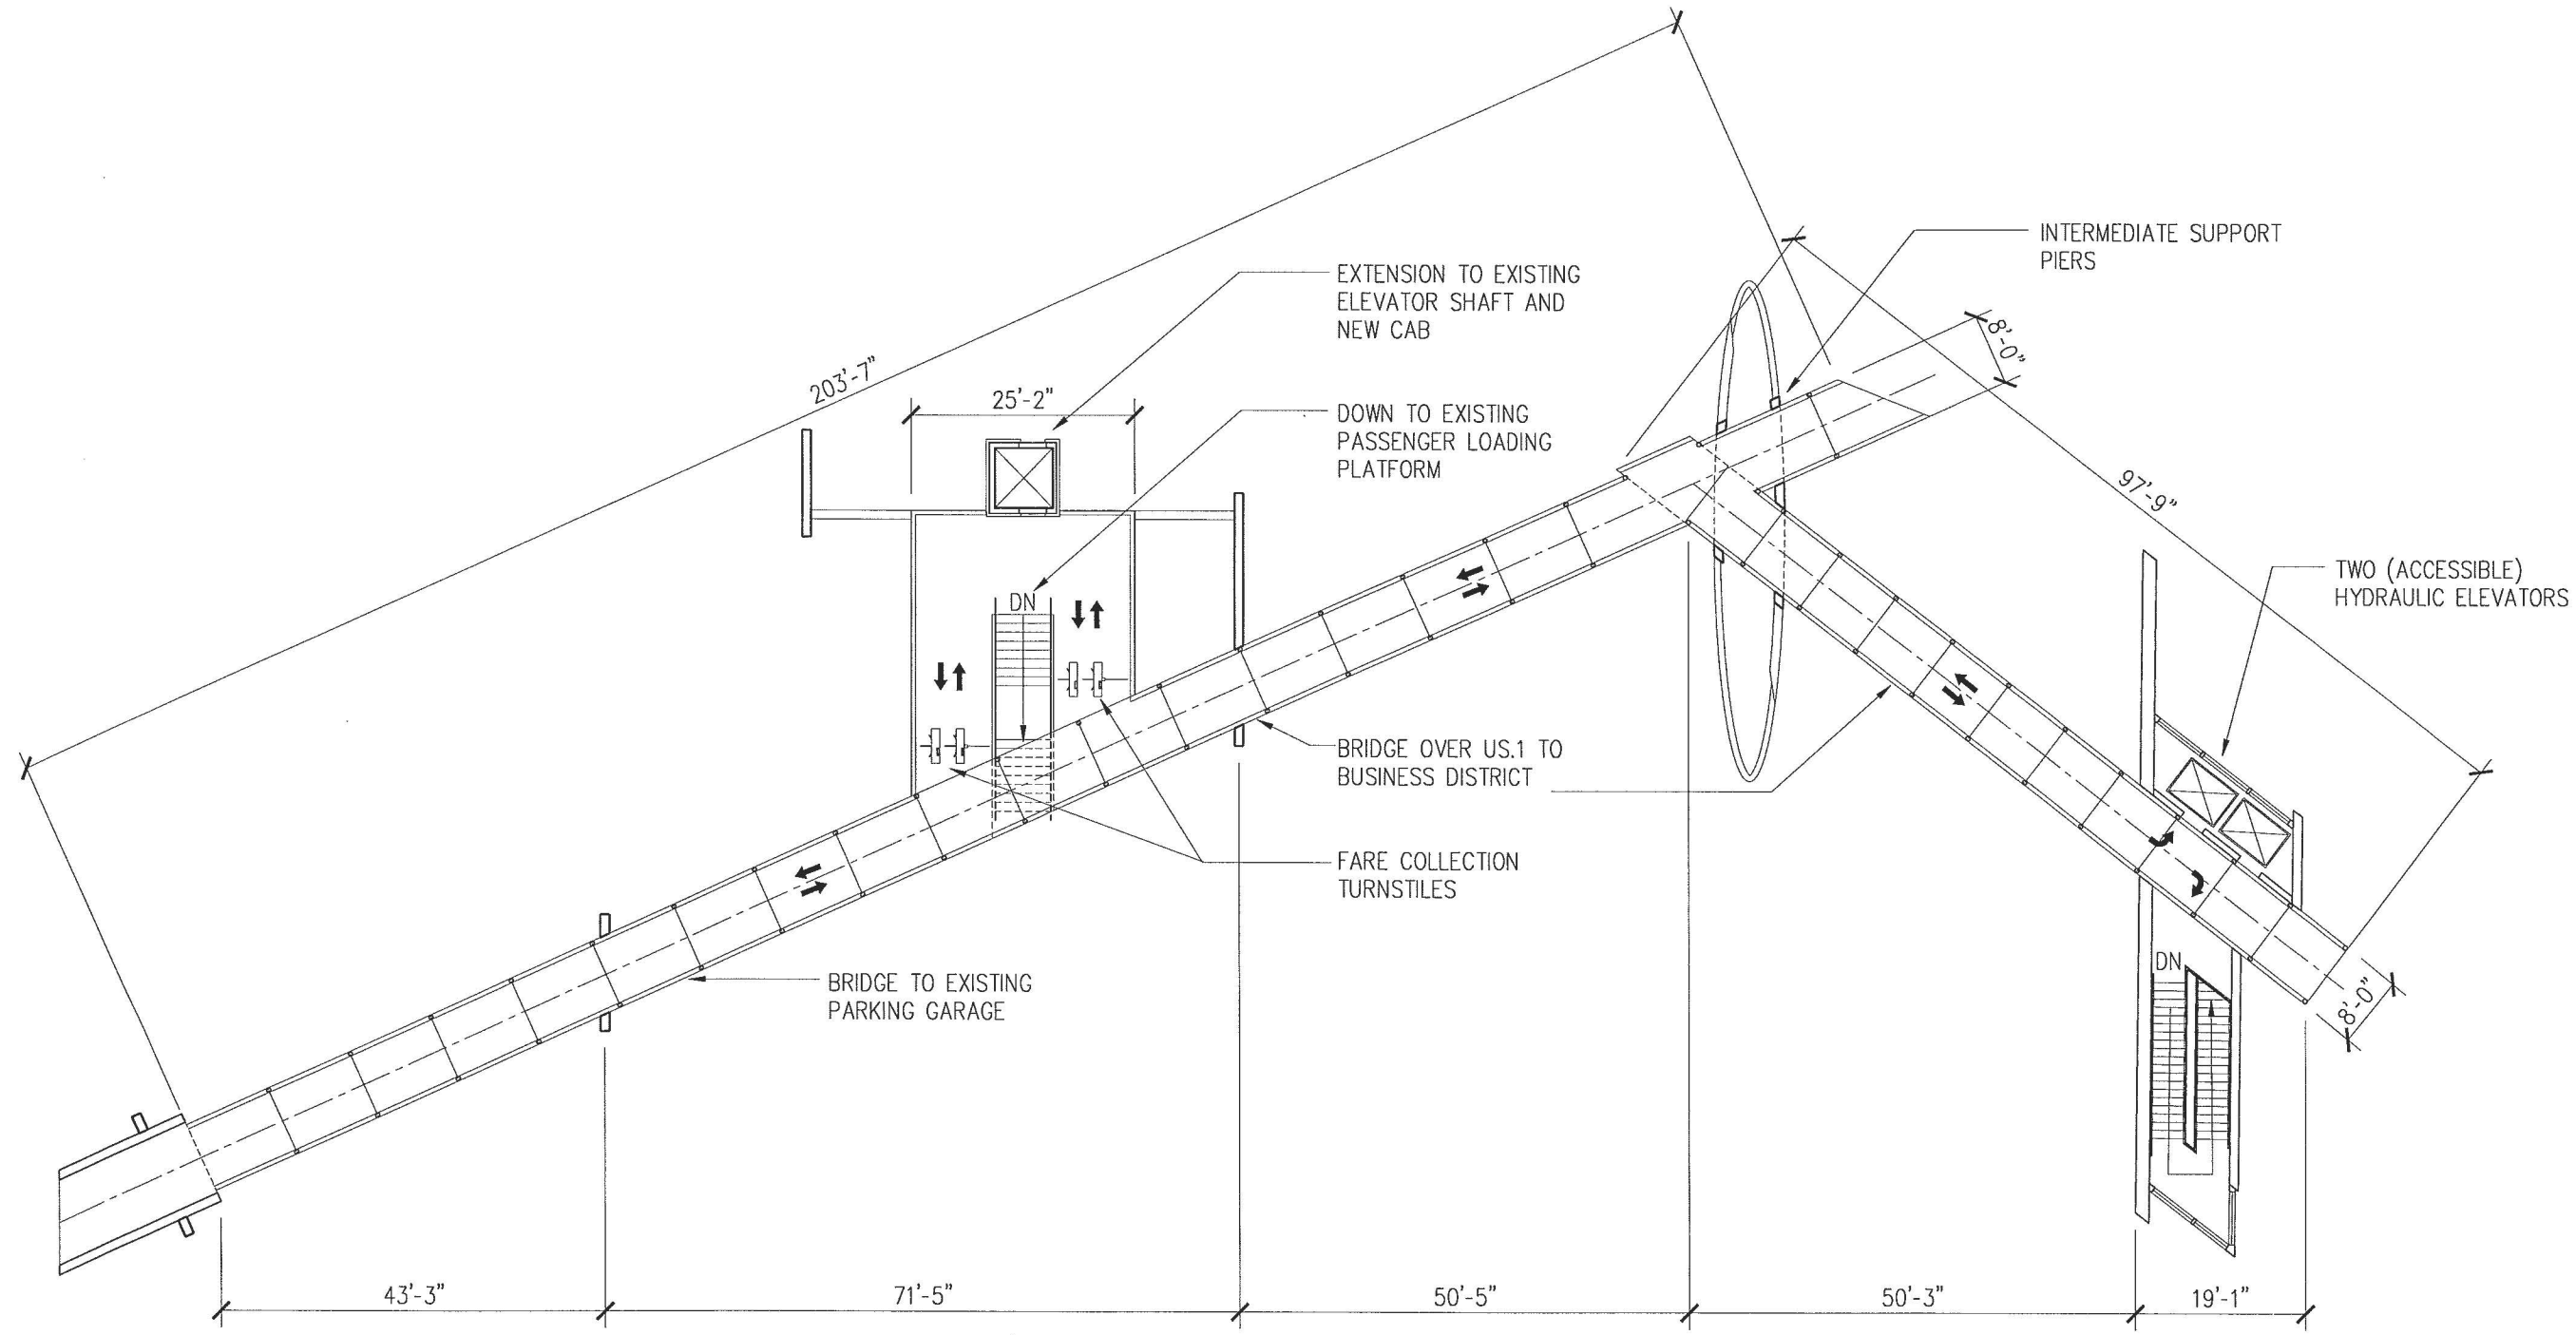 INTERMEDIATE SUPPORT
PIERS
EXTENSION TO EXISTING
ELEVATOR SHAFT AND
NEW CAB
8'-0"
203'-7"
25'-2"
DOWN TO EXISTING
PASSENGER LOADING
PLATFORM
97'-9"
TWO (ACCESSIBLE)
HYDRAULIC ELEVATORS
DN
BRIDGE OVER US.1 TO
BUSINESS DISTRICT
FARE COLLECTION
TURNSTILES
BRIDGE TO EXISTING
PARKING GARAGE
DN
8'-0"
43'-3"
71'-5"
50'-5"
50'-3"
19'-1"